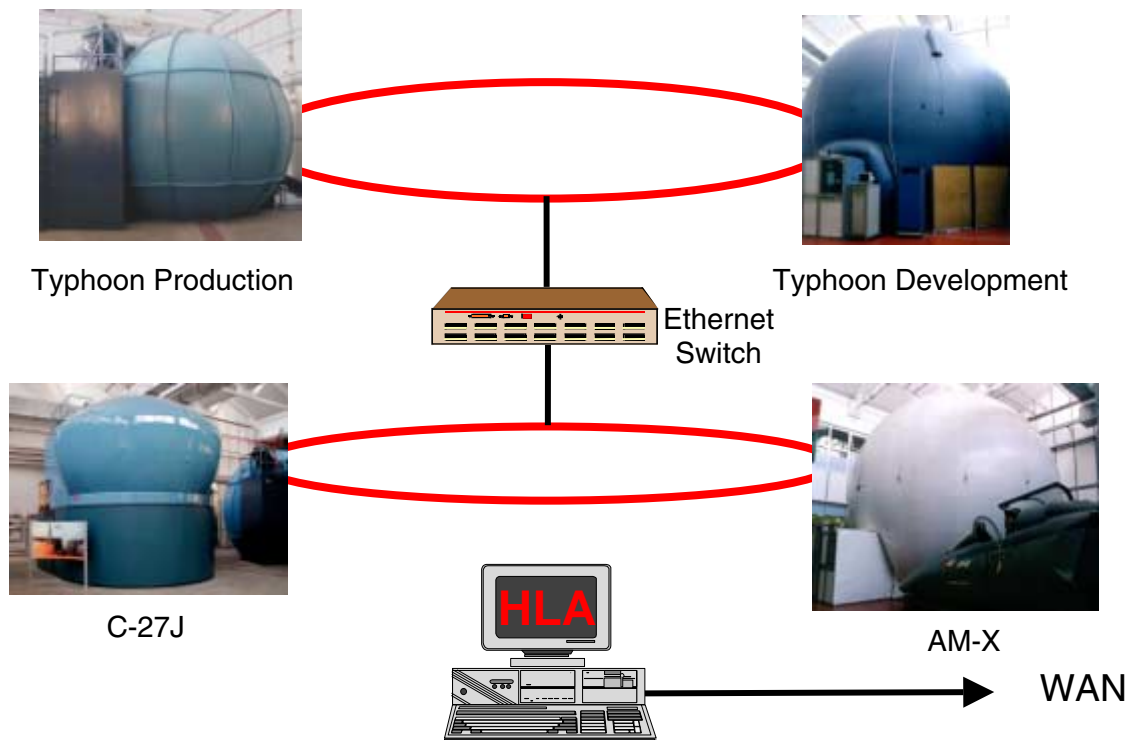 Typhoon Production
Typhoon Development
Ethernet
Switch
C-27J
HLA
AM-X
WAN